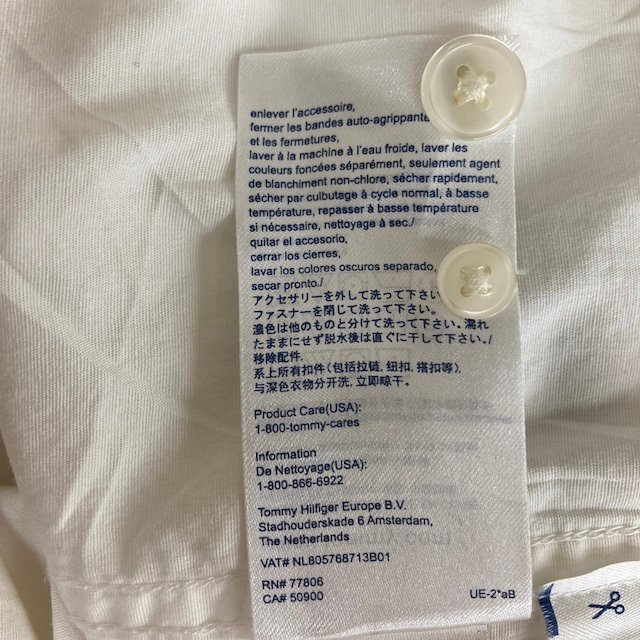 enlever l'accessoire,
fermer les bandes auto-agrippante
et les fermetures,
laver à la machine à l'eau froide, laver les
couleurs foncées séparément, seulement agent
de blanchiment non-chlore, sécher rapidement,
sécher par culbutage à cycle normal, à basse
température, repasser à basse température
si nécessaire, nettoyage à sec./
quitar el accesorio,
cerrar los cierres,
lavar los colores oscuros separado,
secar pronto./
アクセサリーを外して洗って下さい
ファスナーを閉じて洗って下さい。
濃色は他のものと分けて洗って下さい。濡れ
たままにせず脱水後は直ぐに干して下さい。/
移除配件.
系上所有扣件(包括拉链, 纽扣, 搭扣等).
与深色衣物分开洗, 立即晾干。
Product Care(USA):
1-800-tommy-cares
Information
De Nettoyage(USA):
1-800-866-6922
Tommy Hilfiger Europe B.V.
Stadhouderskade 6 Amsterdam,
The Netherlands
VAT# NL805768713B01
RN# 77806
CA# 50900 UE-2*aB